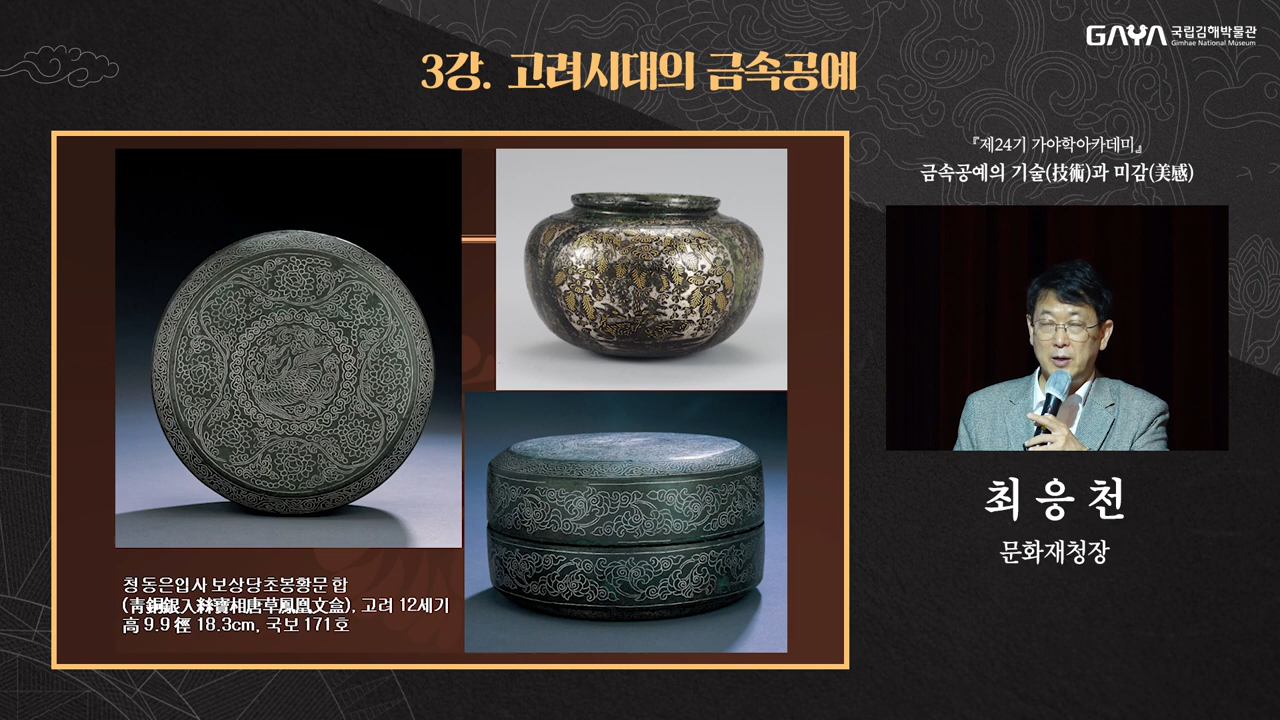 GAYA 국립김해박물관
Gimhae National Museum
3강. 고려시대의 금속공예
『제24기 가야학아카데미』
금속공예의 기술(技術)과 미감(美感)
최응천
문화재청장
청동은입사 보상당초봉황문 합
(靑銅銀入絲寶相唐草鳳凰文盒), 고려 12세기
高 9.9 徑 18.3cm, 국보 171호